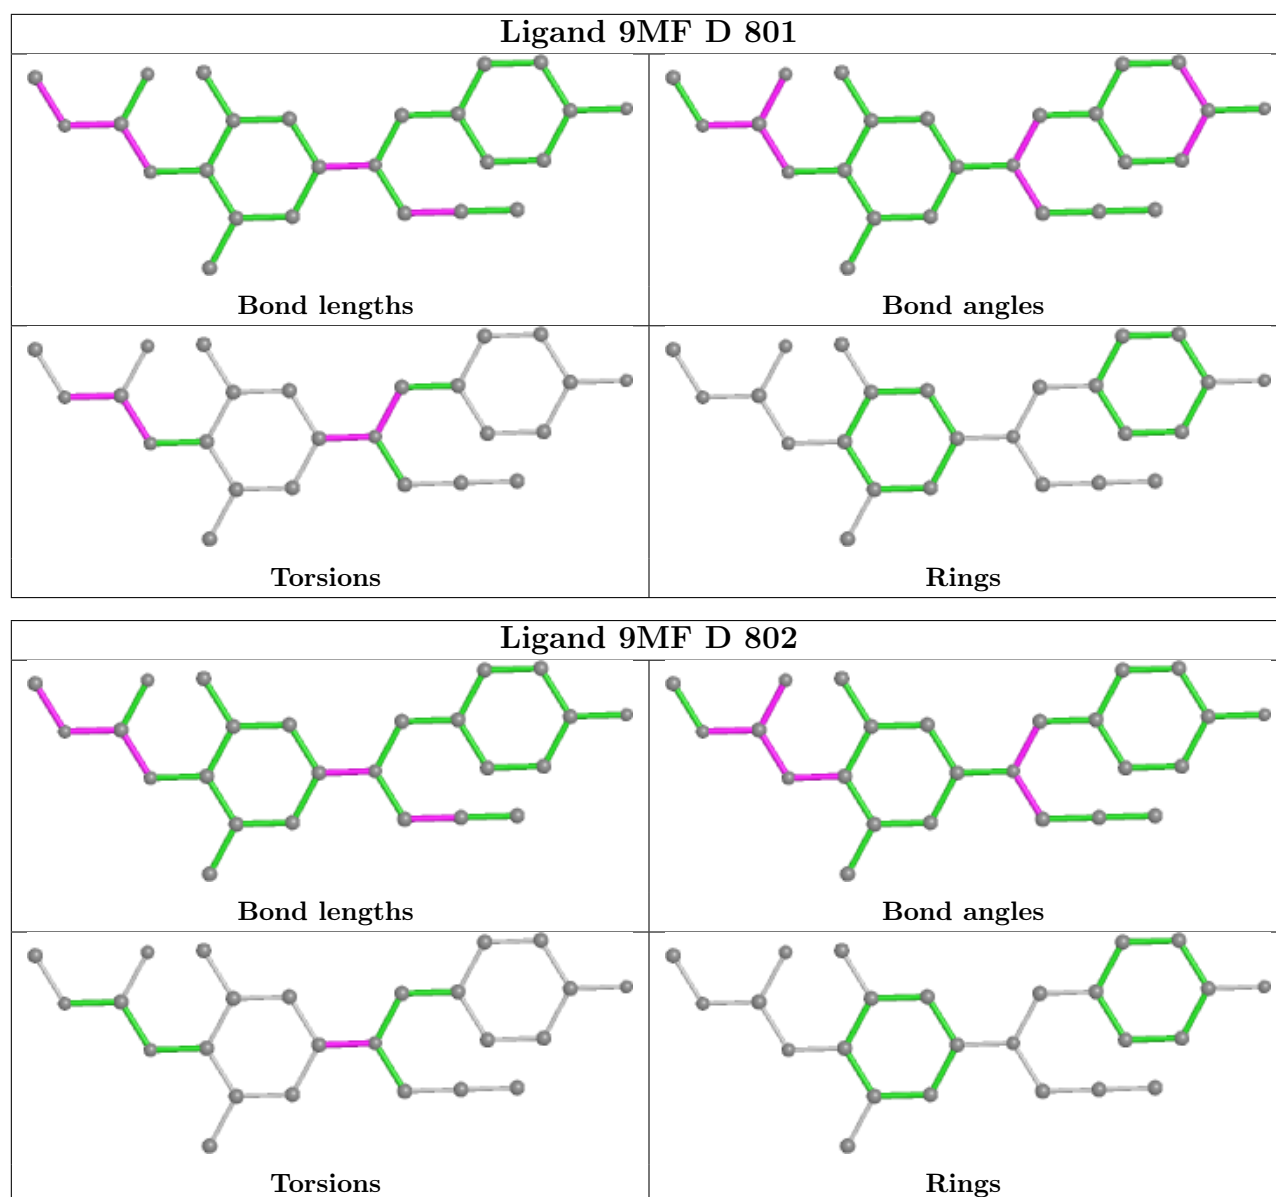 Ligand 9MF D 801
Bond lengths
Bond angles
Torsions
Rings
Ligand 9MF D 802
Bond lengths
Bond angles
Torsions
Rings